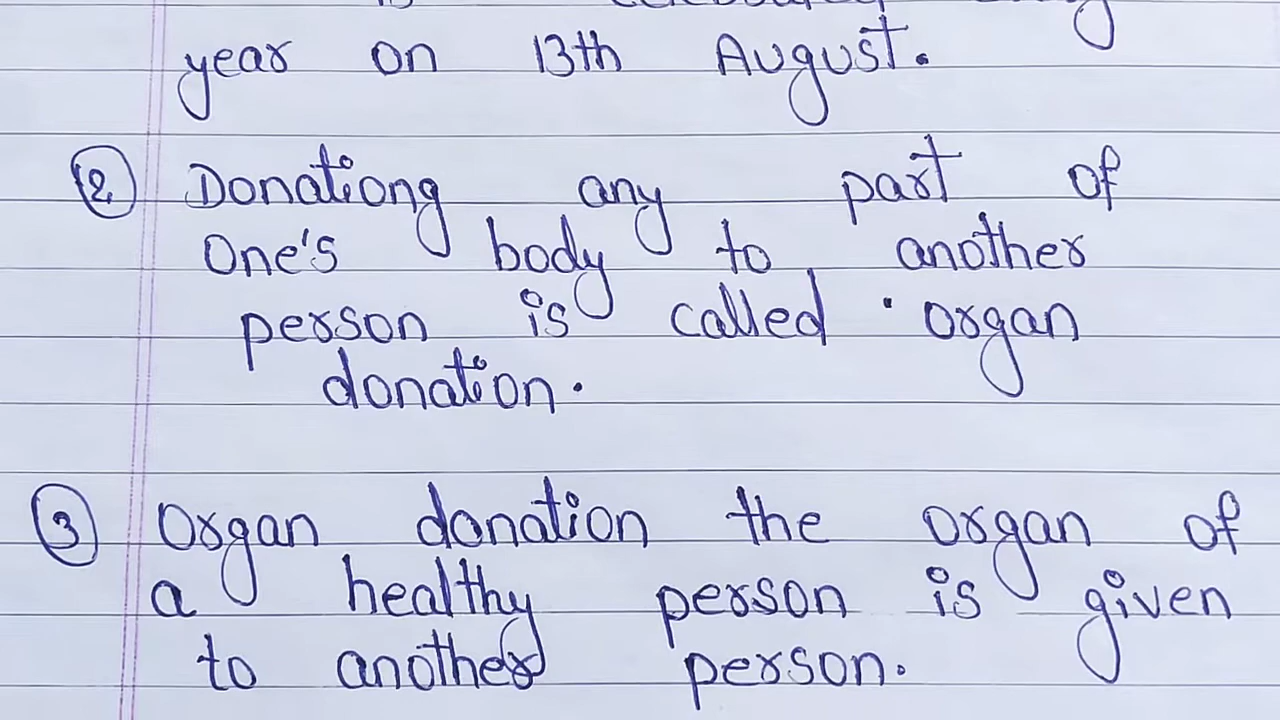 year on 13th August.
② Donationg any part of
One's body to another
person is called organ
donation.
③ Organ donation the organ of
a healthy person is given
to another person.